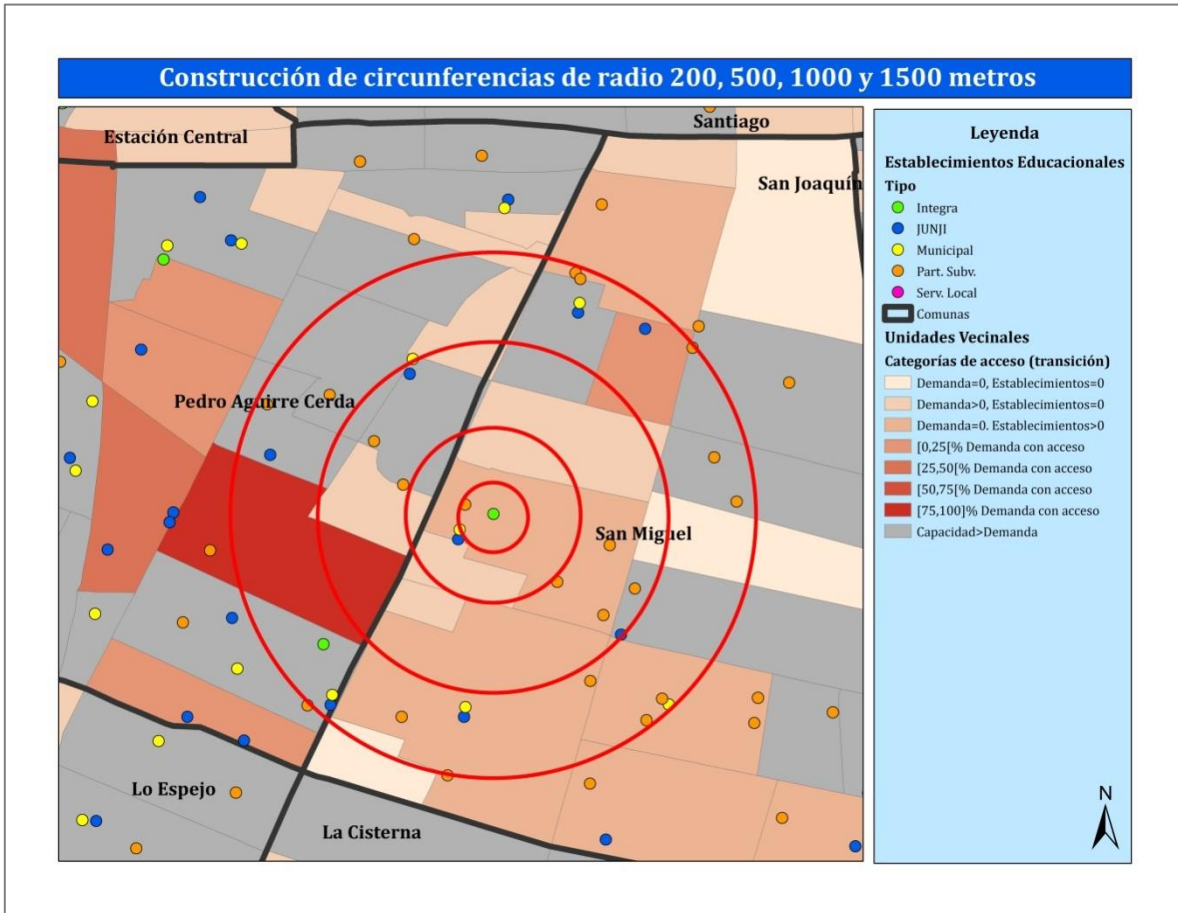 Construcción de circunferencias de radio 200, 500, 1000 y 1500 metros
Estación Central
Santiago
San Joaquín
Pedro Aguirre Cerda
San Miguel
Lo Espejo
La Cisterna
Leyenda
Establecimientos Educacionales
Tipo
Integra
JUNJI
Municipal
Part. Subv.
Serv. Local
Comunas
Unidades Vecinales
Categorías de acceso (transición)
Demanda=0, Establecimientos=0
Demanda>0, Establecimientos=0
Demanda=0. Establecimientos>0
[0,25[% Demanda con acceso
[25,50[% Demanda con acceso
[50,75[% Demanda con acceso
[75,100]% Demanda con acceso
Capacidad>Demanda
N